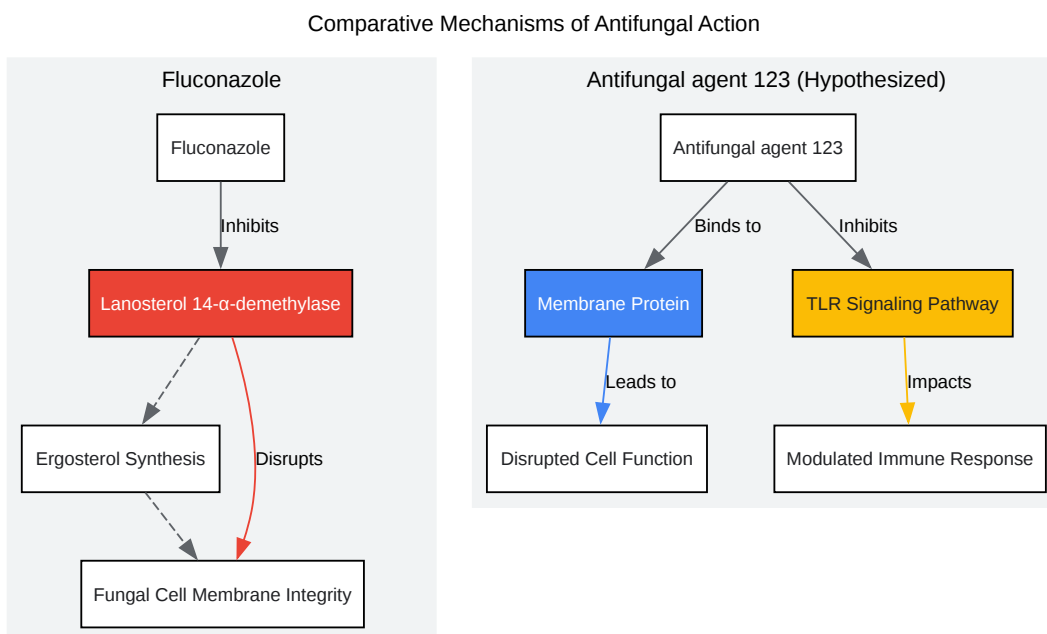 Comparative Mechanisms of Antifungal Action
Fluconazole
Fluconazole
Inhibits
Lanosterol 14-α-demethylase
Ergosterol Synthesis
Disrupts
Fungal Cell Membrane Integrity
Antifungal agent 123 (Hypothesized)
Antifungal agent 123
Binds to
Inhibits
Membrane Protein
TLR Signaling Pathway
Leads to
Impacts
Disrupted Cell Function
Modulated Immune Response